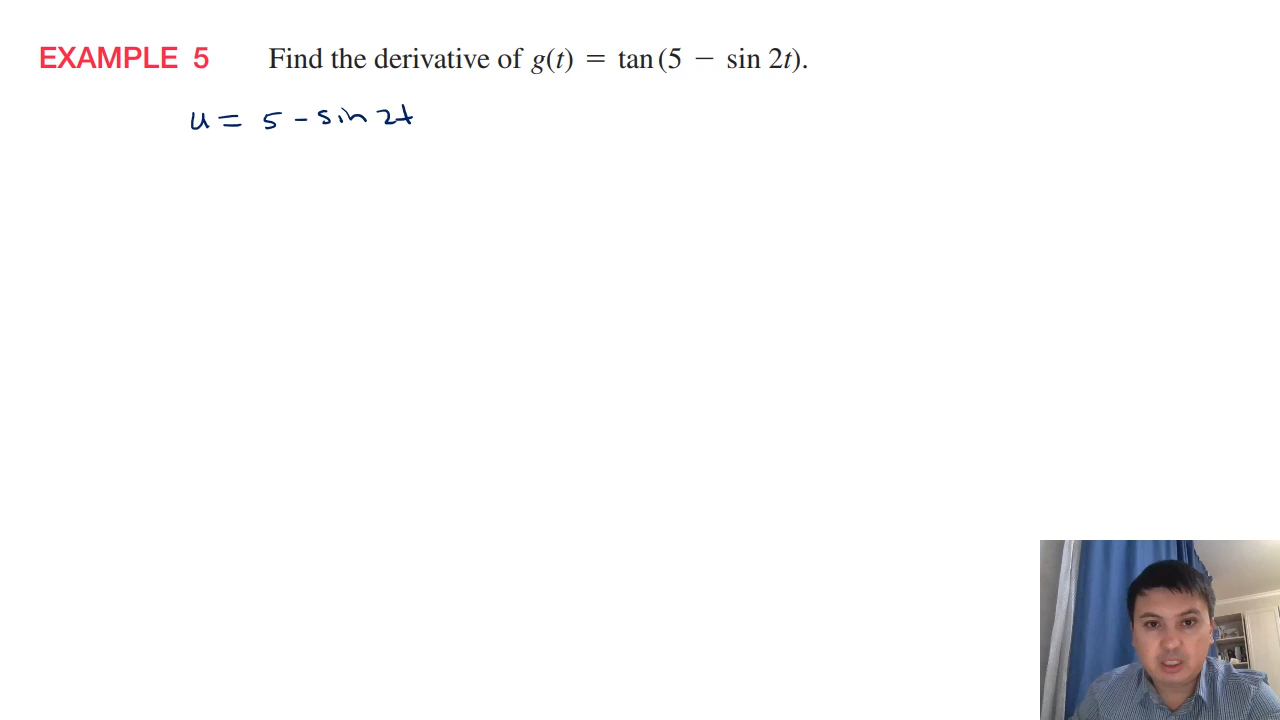 EXAMPLE 5 Find the derivative of g(t) = tan(5 − sin 2t).
u = 5 - sin 2t